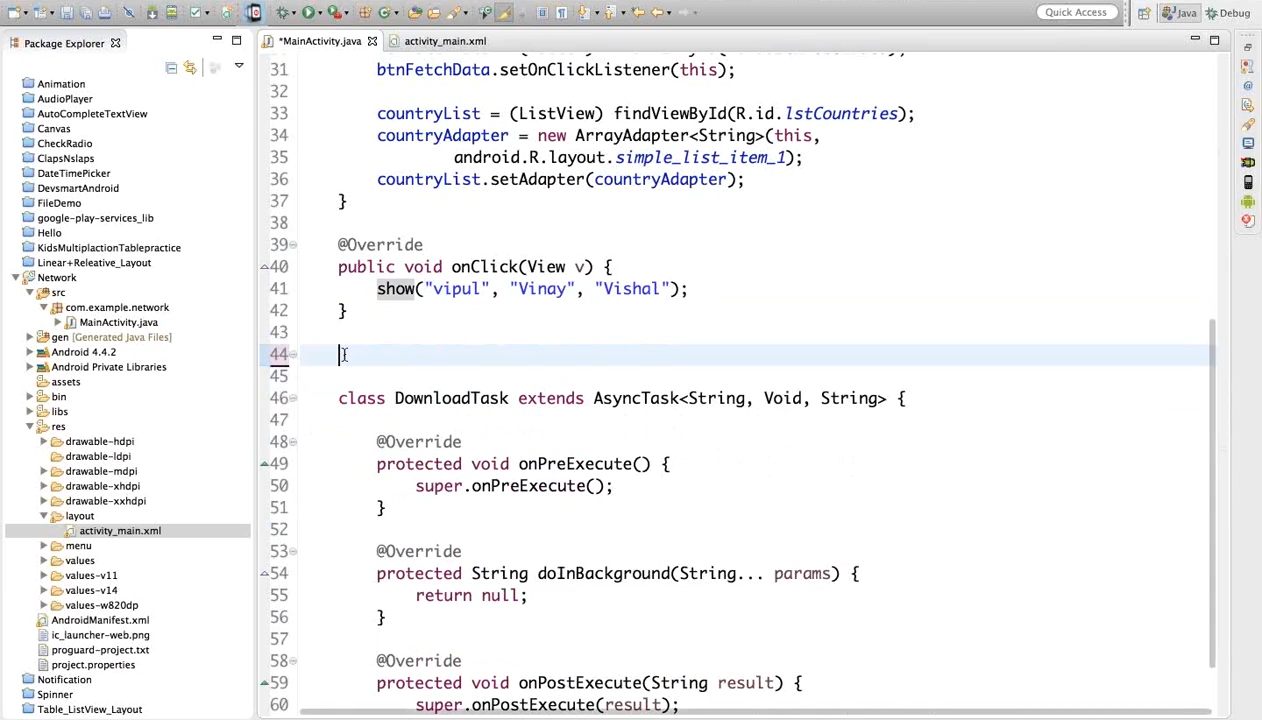 Quick Access
Java
Debug
Package Explorer
*MainActivity.java
activity_main.xml
Animation
AudioPlayer
AutoCompleteTextView
Canvas
CheckRadio
ClapsNslaps
DateTimePicker
DevsmartAndroid
FileDemo
google-play-services_lib
Hello
KidsMultiplactionTablepractice
Linear+Releative_Layout
Network
src
com.example.network
MainActivity.java
gen [Generated Java Files]
Android 4.4.2
Android Private Libraries
assets
bin
libs
res
drawable-hdpi
drawable-ldpi
drawable-mdpi
drawable-xhdpi
drawable-xxhdpi
layout
activity_main.xml
menu
values
values-v11
values-v14
values-w820dp
AndroidManifest.xml
ic_launcher-web.png
proguard-project.txt
project.properties
Notification
Spinner
Table_ListView_Layout
31 btnFetchData.setOnClickListener(this);
32
33 countryList = (ListView) findViewById(R.id.lstCountries);
34 countryAdapter = new ArrayAdapter<String>(this,
35 android.R.layout.simple_list_item_1);
36 countryList.setAdapter(countryAdapter);
37 }
38
39 @Override
40 public void onClick(View v) {
41 show("vipul", "Vinay", "Vishal");
42 }
43
44
45
46 class DownloadTask extends AsyncTask<String, Void, String> {
47
48 @Override
49 protected void onPreExecute() {
50 super.onPreExecute();
51 }
52
53 @Override
54 protected String doInBackground(String... params) {
55 return null;
56 }
57
58 @Override
59 protected void onPostExecute(String result) {
60 super.onPostExecute(result);